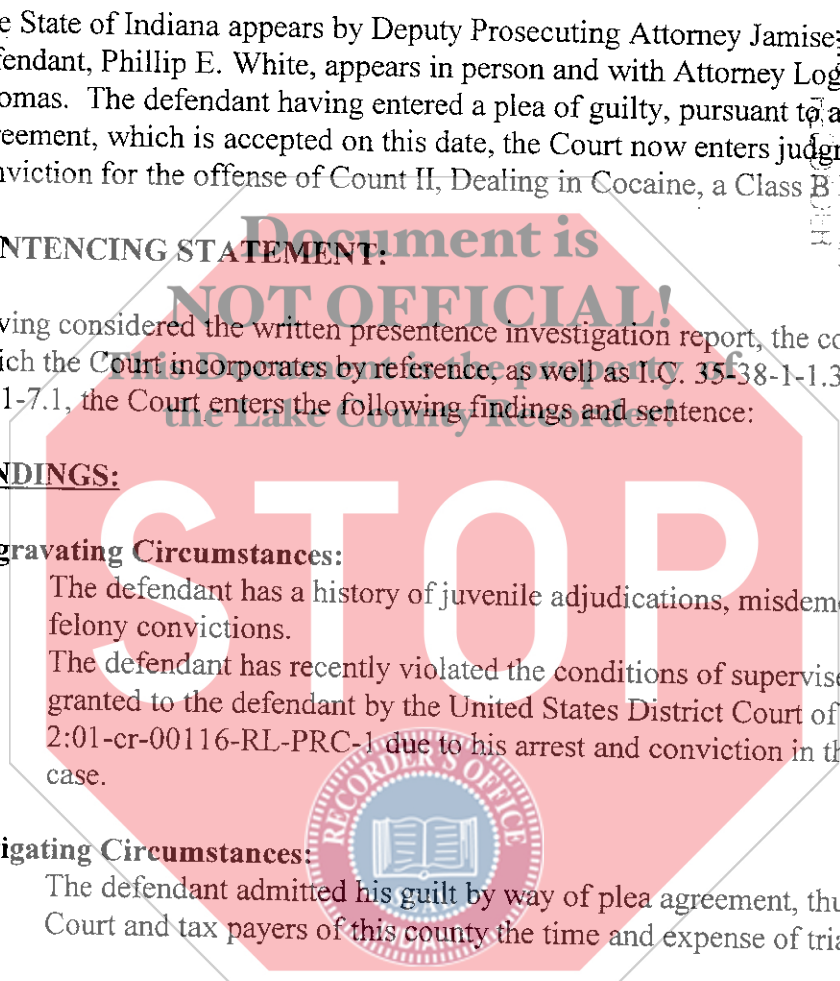 e State of Indiana appears by Deputy Prosecuting Attorney Jamise
fendant, Phillip E. White, appears in person and with Attorney Log
omas. The defendant having entered a plea of guilty, pursuant to a
reement, which is accepted on this date, the Court now enters judgr
nviction for the offense of Count II, Dealing in Cocaine, a Class B
Document is
NTENCING STATEMENT:
NOT OFFICIAL!
ving considered the written presentence investigation report, the co
This Document is the property of
ich the Court incorporates by reference, as well as I.C. 35-38-1-1.3
the Lake County Recorder!
1-7.1, the Court enters the following findings and sentence:
NDINGS:
STOP
gravating Circumstances:
The defendant has a history of juvenile adjudications, misdem
felony convictions.
The defendant has recently violated the conditions of supervise
granted to the defendant by the United States District Court of
2:01-cr-00116-RL-PRC-1 due to his arrest and conviction in th
case.
RECORDER'S OFFICE
igating Circumstances:
The defendant admitted his guilt by way of plea agreement, thu
SEAL
Court and tax payers of this county the time and expense of tria
INDIANA